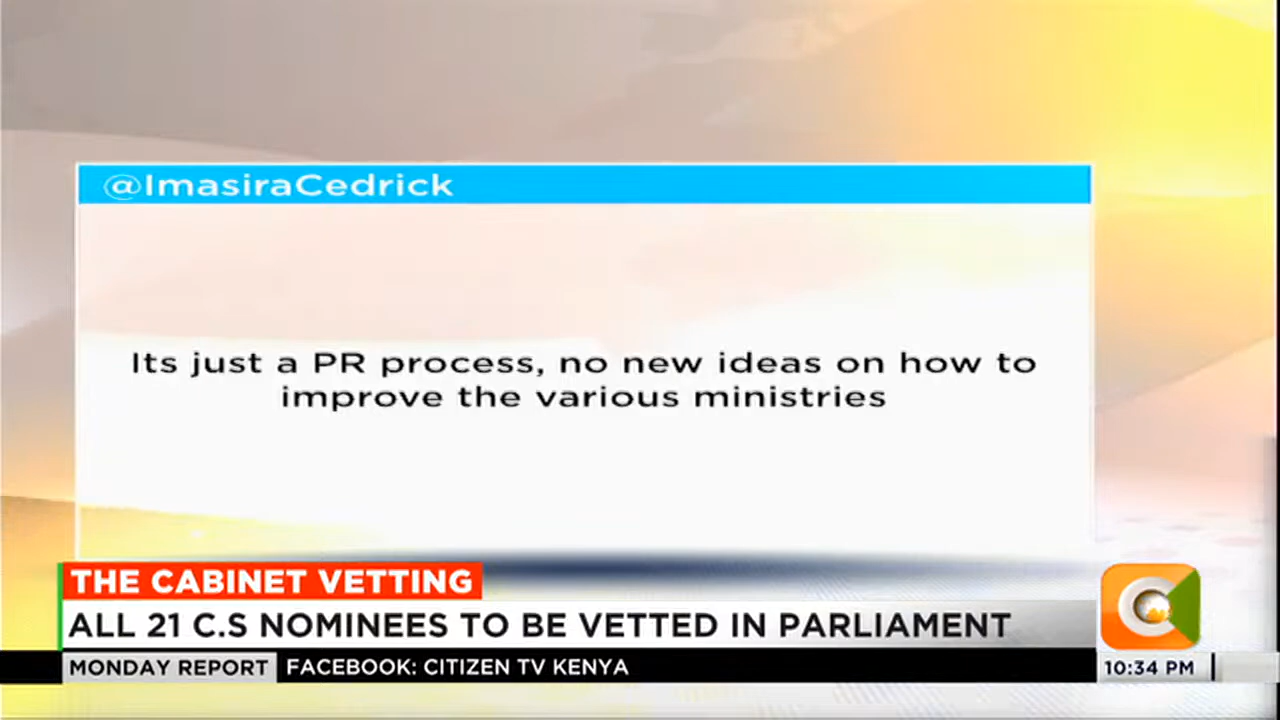 @ImasiraCedrick
Its just a PR process, no new ideas on how to
improve the various ministries
THE CABINET VETTING
ALL 21 C.S NOMINEES TO BE VETTED IN PARLIAMENT
MONDAY REPORT FACEBOOK: CITIZEN TV KENYA
10:34 PM